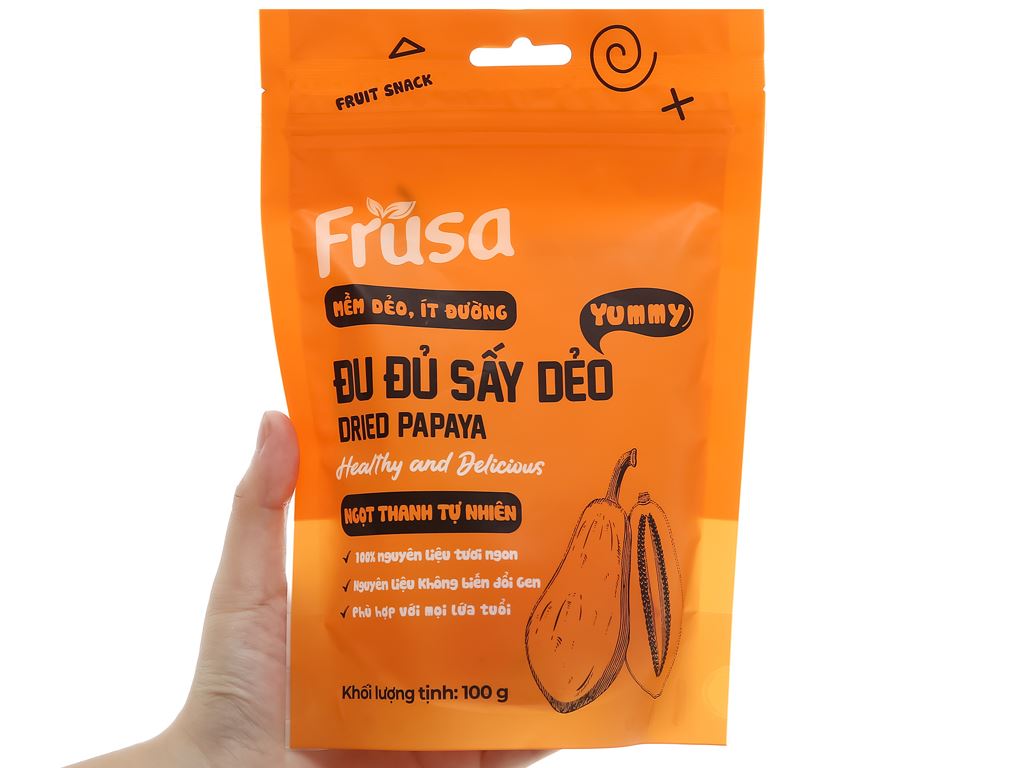 FRUIT SNACK
Frusa
MỀM DẺO, ÍT ĐƯỜNG
YUMMY
ĐU ĐỦ SẤY DẺO
DRIED PAPAYA
Healthy and Delicious
NGỌT THANH TỰ NHIÊN
✓ 100% nguyên liệu tươi ngon
✓ Nguyên liệu không biến đổi Gen
✓ Phù hợp với mọi lứa tuổi
Khối lượng tịnh: 100 g